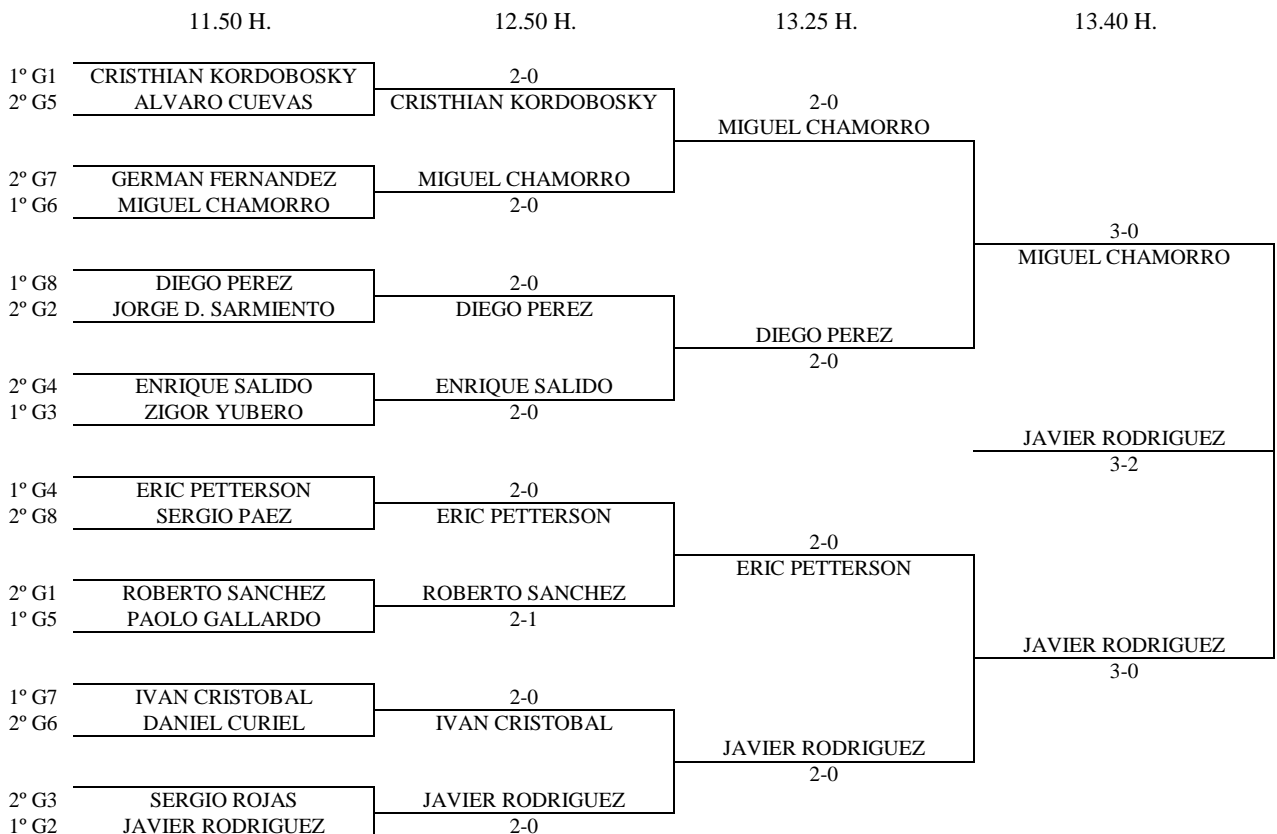 11.50 H. 12.50 H. 13.25 H. 13.40 H.
1º G1 CRISTHIAN KORDOBOSKY 2-0
2º G5 ALVARO CUEVAS CRISTHIAN KORDOBOSKY 2-0
MIGUEL CHAMORRO
2º G7 GERMAN FERNANDEZ MIGUEL CHAMORRO
1º G6 MIGUEL CHAMORRO 2-0
3-0
MIGUEL CHAMORRO
1º G8 DIEGO PEREZ 2-0
2º G2 JORGE D. SARMIENTO DIEGO PEREZ
DIEGO PEREZ
2-0
2º G4 ENRIQUE SALIDO ENRIQUE SALIDO
1º G3 ZIGOR YUBERO 2-0
JAVIER RODRIGUEZ
3-2
1º G4 ERIC PETTERSON 2-0
2º G8 SERGIO PAEZ ERIC PETTERSON
2-0
ERIC PETTERSON
2º G1 ROBERTO SANCHEZ ROBERTO SANCHEZ
1º G5 PAOLO GALLARDO 2-1
JAVIER RODRIGUEZ
3-0
1º G7 IVAN CRISTOBAL 2-0
2º G6 DANIEL CURIEL IVAN CRISTOBAL
JAVIER RODRIGUEZ
2-0
2º G3 SERGIO ROJAS JAVIER RODRIGUEZ
1º G2 JAVIER RODRIGUEZ 2-0